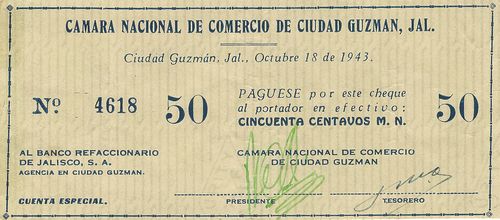 CAMARA NACIONAL DE COMERCIO DE CIUDAD GUZMAN, JAL.
Ciudad Guzmán, Jal., Octubre 18 de 1943.
Nº 4618
50
PAGUESE por este cheque
al portador en efectivo:
CINCUENTA CENTAVOS M. N.
50
AL BANCO REFACCIONARIO
DE JALISCO, S. A.
AGENCIA EN CIUDAD GUZMAN.
CUENTA ESPECIAL.
CAMARA NACIONAL DE COMERCIO
DE CIUDAD GUZMAN
PRESIDENTE
TESORERO